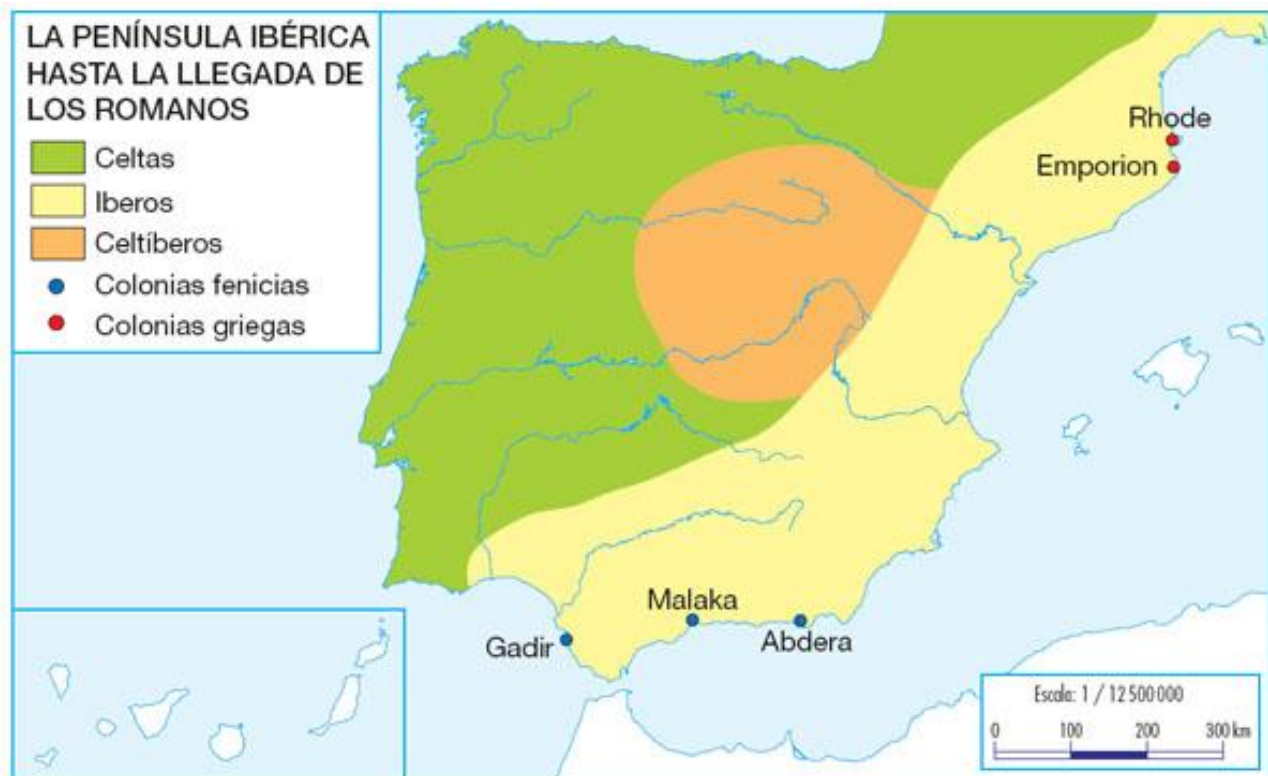 LA PENÍNSULA IBÉRICA
HASTA LA LLEGADA DE
LOS ROMANOS
Celtas
Iberos
Celtíberos
Colonias fenicias
Colonias griegas
Rhode
Emporion
Malaka
Gadir
Abdera
Escala: 1 / 12 500 000
0 100 200 300 km